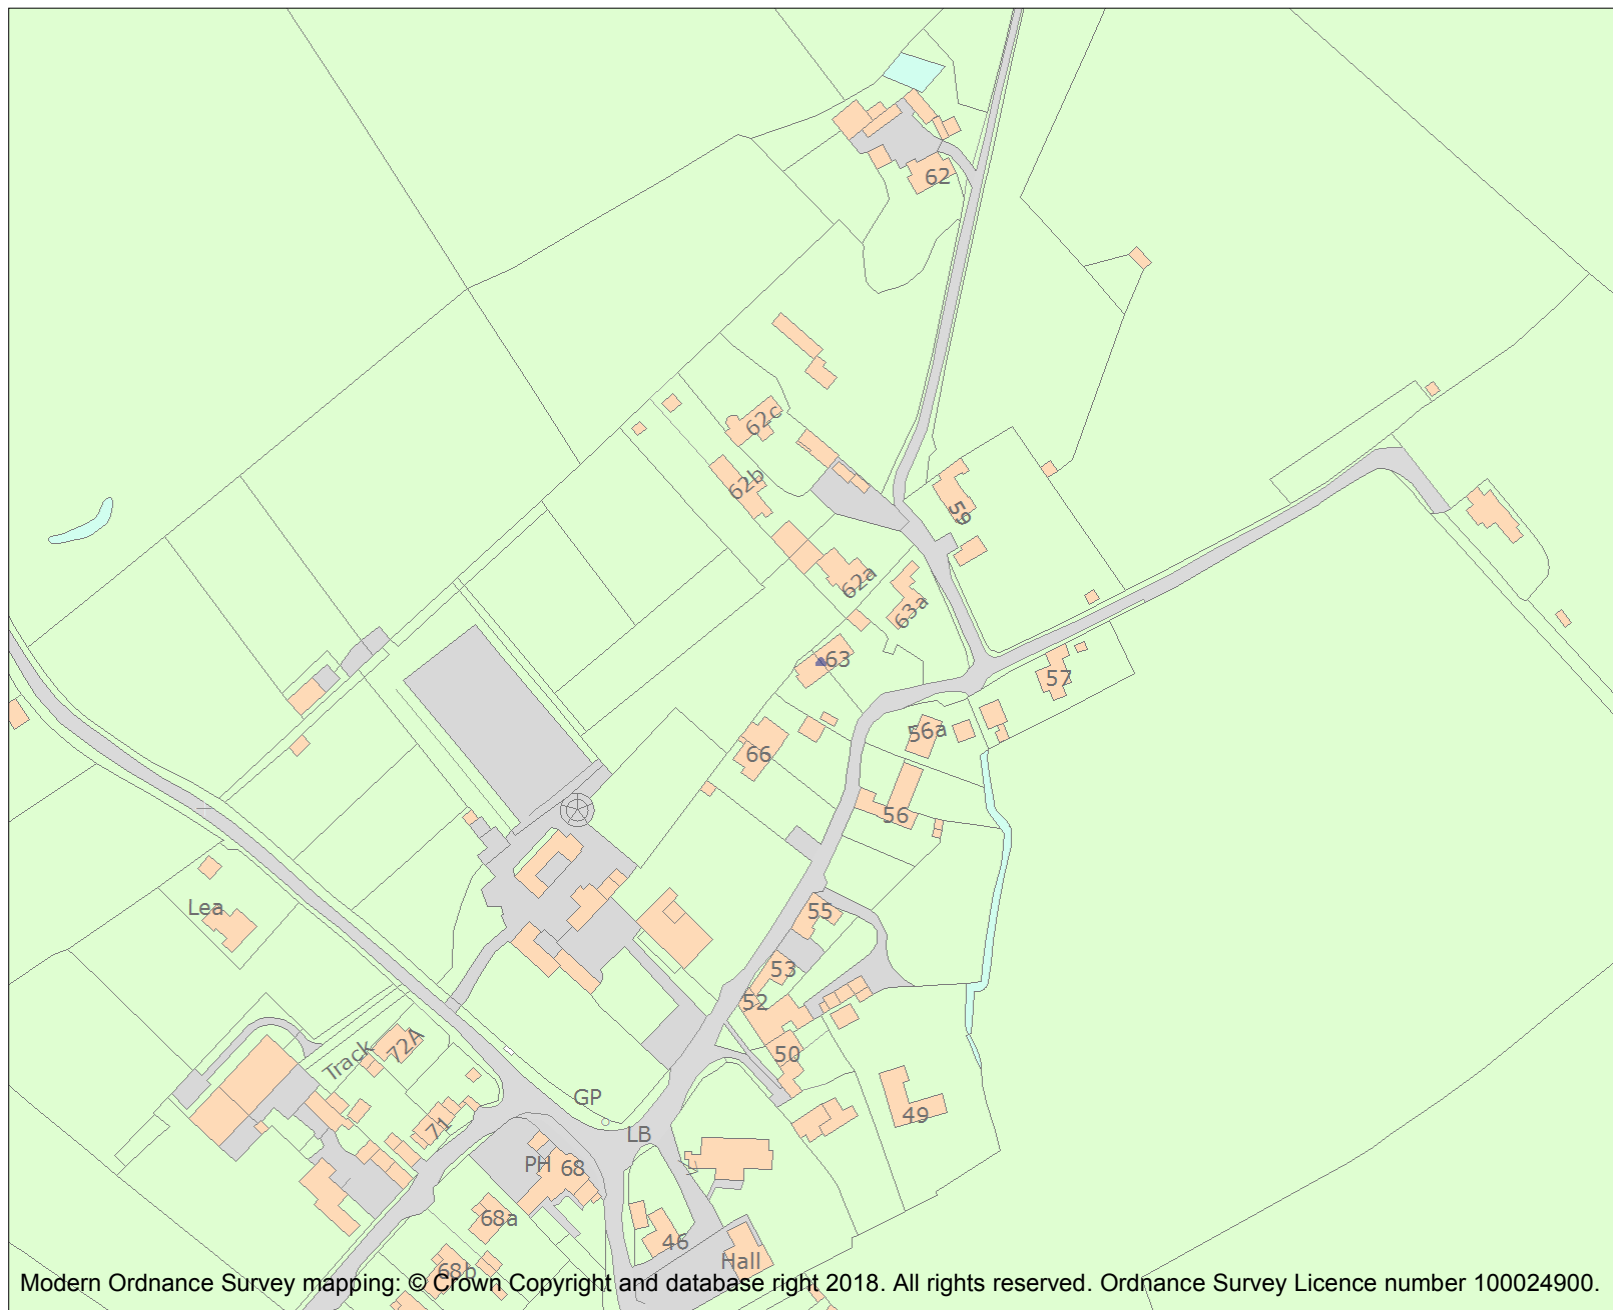 62
62c
62b
59
62a
63a
63
57
56a
66
56
Lea
55
53
52
50
72A
Track
GP
49
71
LB
PH
68
68a
46
Hall
68b
Modern Ordnance Survey mapping: © Crown Copyright and database right 2018. All rights reserved. Ordnance Survey Licence number 100024900.